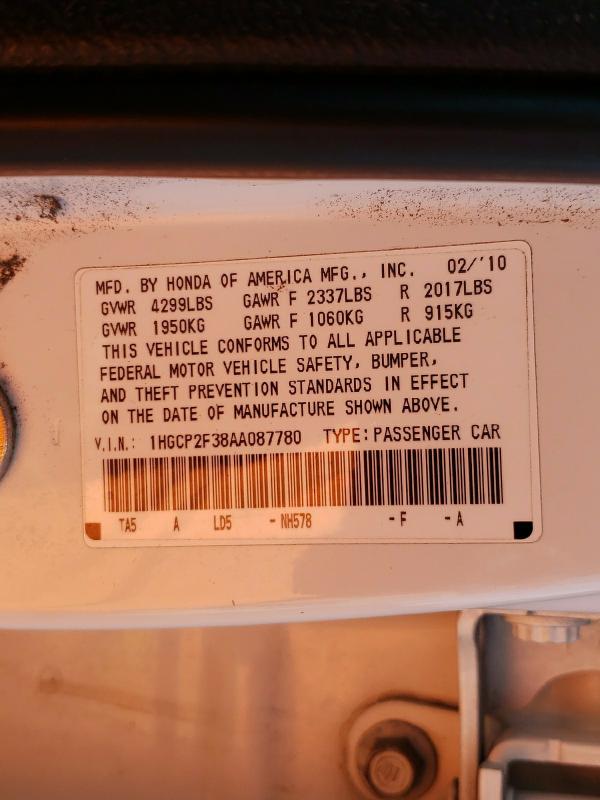 MFD. BY HONDA OF AMERICA MFG., INC. 02/'10
GVWR 4299LBS GAWR F 2337LBS R 2017LBS
GVWR 1950KG GAWR F 1060KG R 915KG
THIS VEHICLE CONFORMS TO ALL APPLICABLE
FEDERAL MOTOR VEHICLE SAFETY, BUMPER,
AND THEFT PREVENTION STANDARDS IN EFFECT
ON THE DATE OF MANUFACTURE SHOWN ABOVE.
V.I.N.: 1HGCP2F38AA087780 TYPE: PASSENGER CAR
TA5 A LD5 - NH578 - F - A